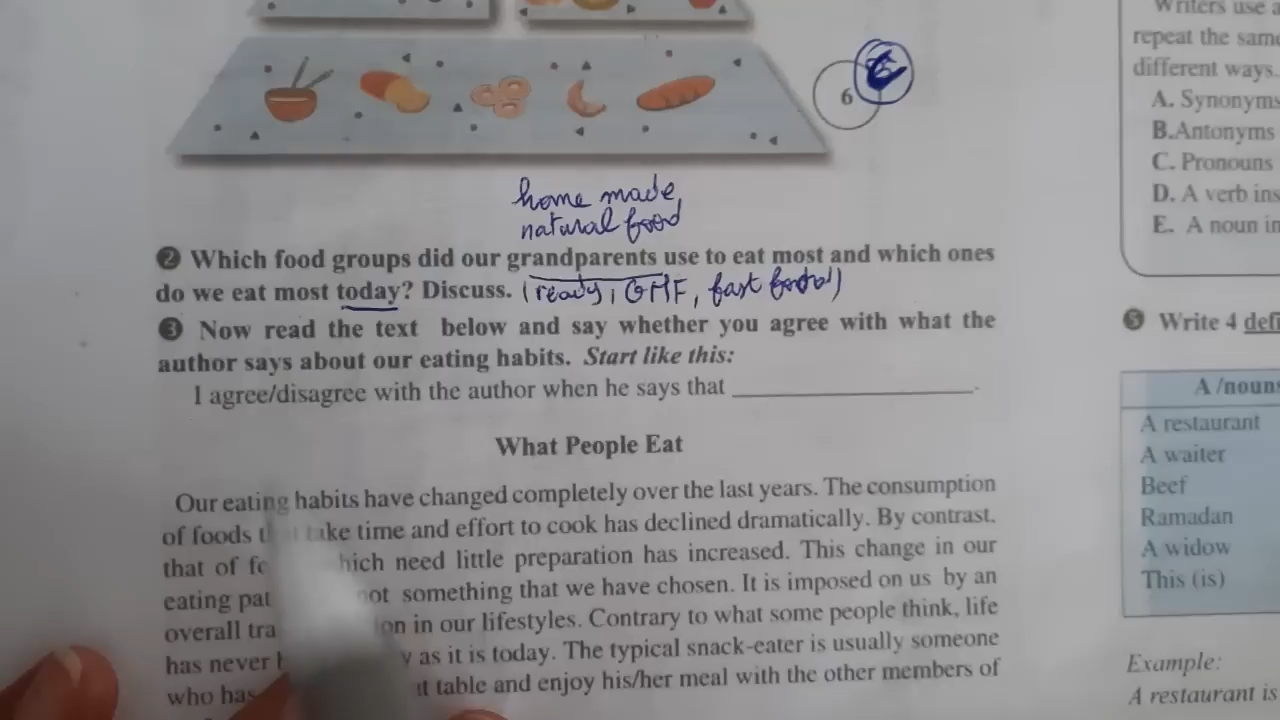 6
home made,
natural food
❷ Which food groups did our grandparents use to eat most and which ones
do we eat most today? Discuss. (ready, GMF, fast food)
❸ Now read the text below and say whether you agree with what the
author says about our eating habits. Start like this:
I agree/disagree with the author when he says that ____________.
What People Eat
Our eating habits have changed completely over the last years. The consumption
of foods take time and effort to cook has declined dramatically. By contrast,
that of which need little preparation has increased. This change in our
eating not something that we have chosen. It is imposed on us by an
overall in our lifestyles. Contrary to what some people think, life
has never as it is today. The typical snack-eater is usually someone
who has table and enjoy his/her meal with the other members of
Writers use a
repeat the same
different ways.
A. Synonyms
B.Antonyms
C. Pronouns
D. A verb ins
E. A noun in
❺ Write 4 defi
A /nouns
A restaurant
A waiter
Beef
Ramadan
A widow
This (is)
Example:
A restaurant is